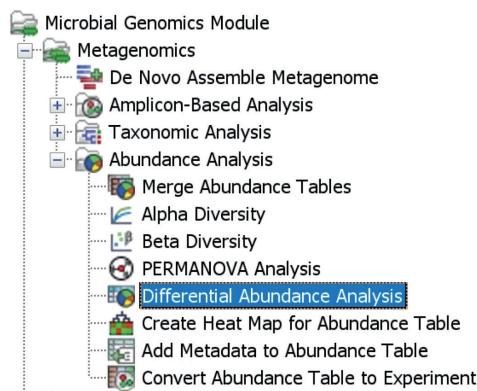 Microbial Genomics Module
Metagenomics
De Novo Assemble Metagenome
Amplicon-Based Analysis
Taxonomic Analysis
Abundance Analysis
Merge Abundance Tables
Alpha Diversity
Beta Diversity
PERMANOVA Analysis
Differential Abundance Analysis
Create Heat Map for Abundance Table
Add Metadata to Abundance Table
Convert Abundance Table to Experiment